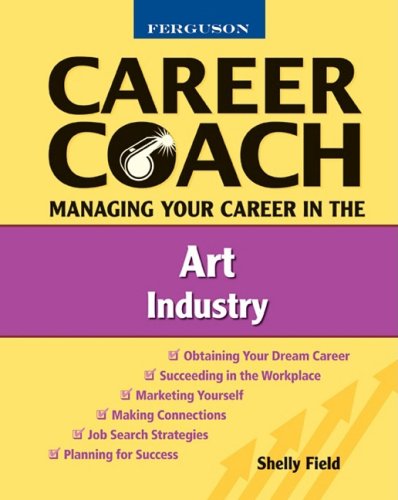 FERGUSON
CAREER
COACH
MANAGING YOUR CAREER IN THE
Art
Industry
Obtaining Your Dream Career
Succeeding in the Workplace
Marketing Yourself
Making Connections
Job Search Strategies
Planning for Success
Shelly Field